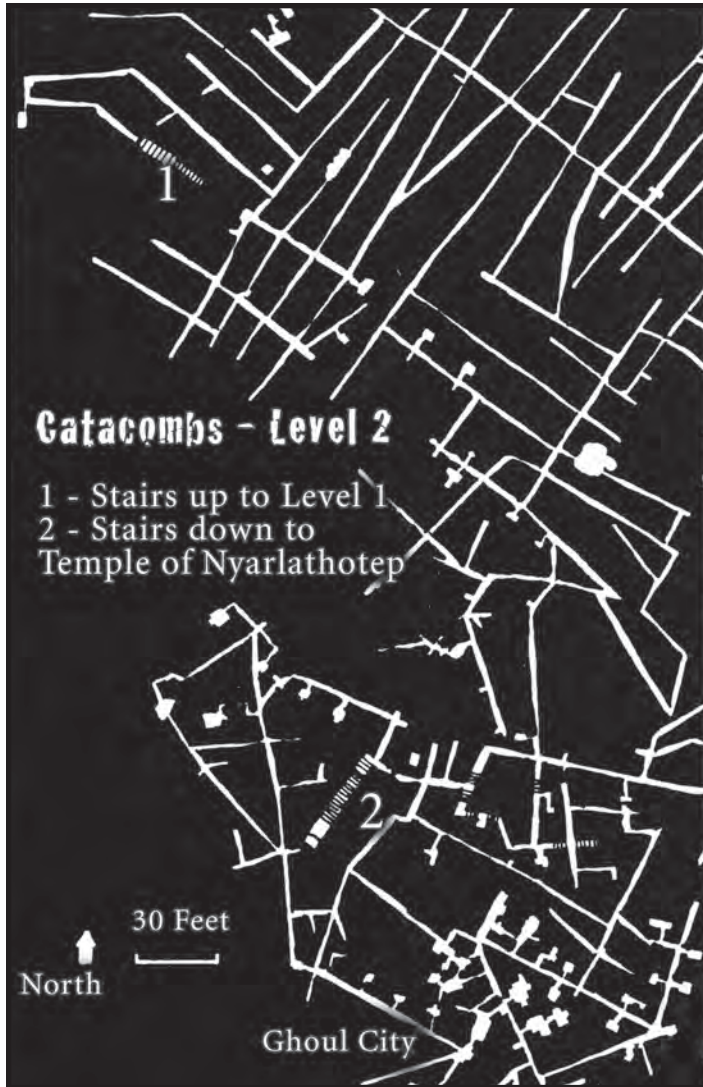 1
Catacombs - Level 2
1 - Stairs up to Level 1
2 - Stairs down to
Temple of Nyarlathotep
2
30 Feet
North
Ghoul City